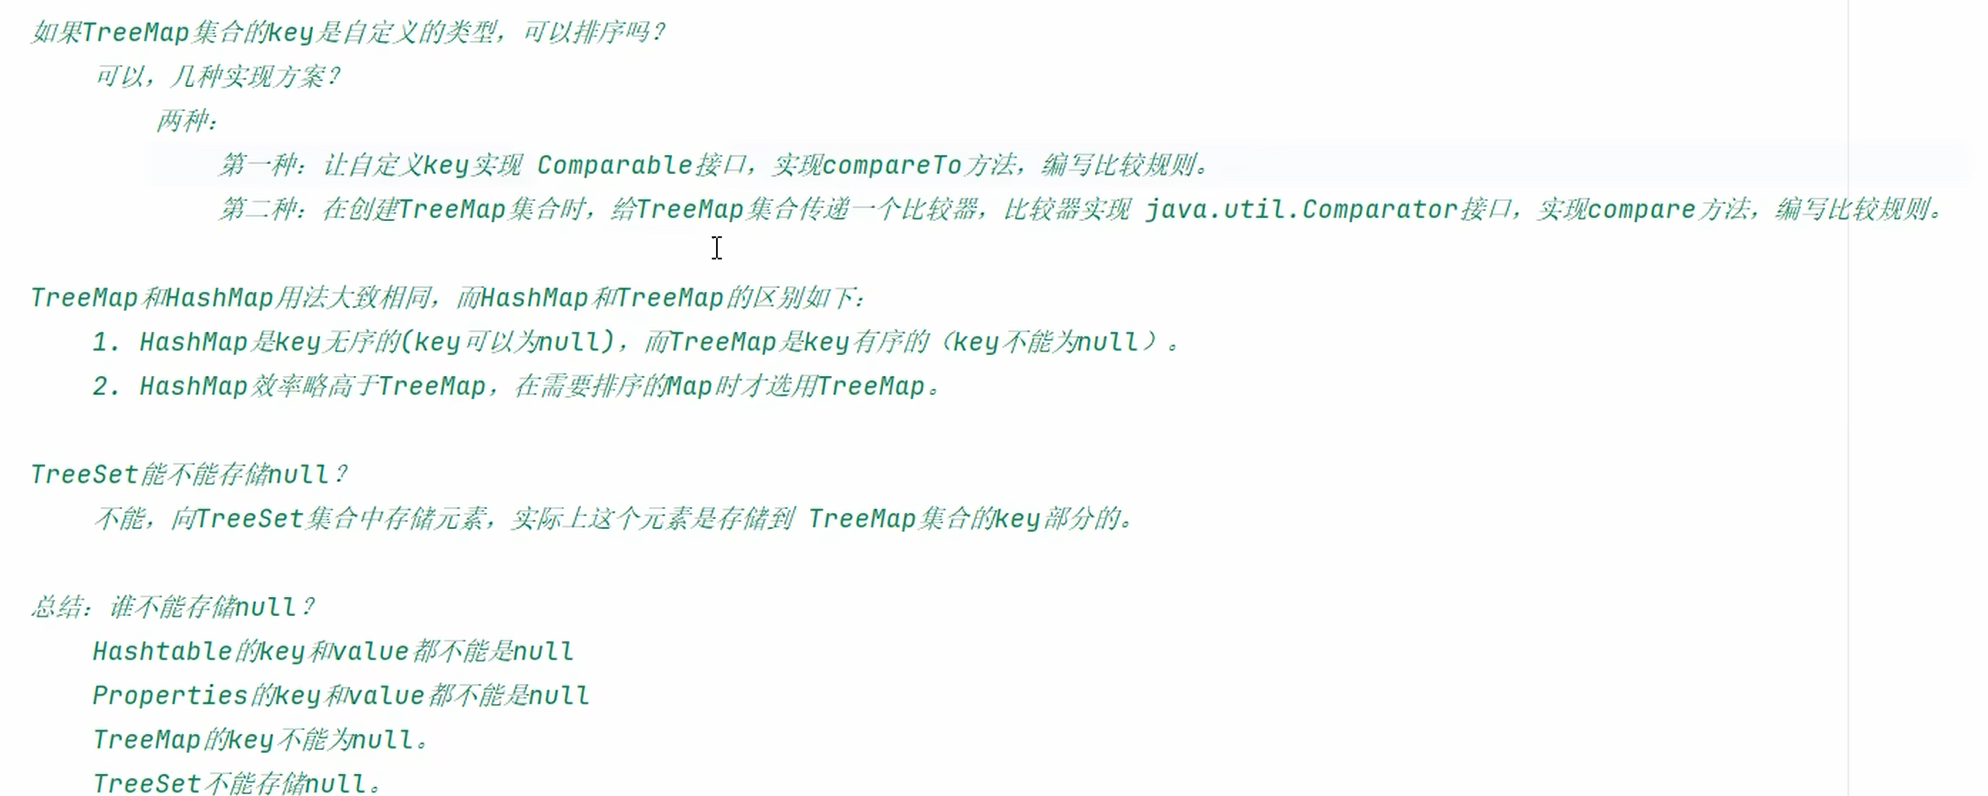 如果TreeMap集合的key是自定义的类型，可以排序吗？
可以，几种实现方案？
两种：
第一种：让自定义key实现 Comparable接口，实现compareTo方法，编写比较规则。
第二种：在创建TreeMap集合时，给TreeMap集合传递一个比较器，比较器实现 java.util.Comparator接口，实现compare方法，编写比较规则。
TreeMap和HashMap用法大致相同，而HashMap和TreeMap的区别如下：
1. HashMap是key无序的(key可以为null)，而TreeMap是key有序的（key不能为null）。
2. HashMap效率略高于TreeMap，在需要排序的Map时才选用TreeMap。
TreeSet能不能存储null？
不能，向TreeSet集合中存储元素，实际上这个元素是存储到 TreeMap集合的key部分的。
总结：谁不能存储null？
Hashtable的key和value都不能是null
Properties的key和value都不能是null
TreeMap的key不能为null。
TreeSet不能存储null。